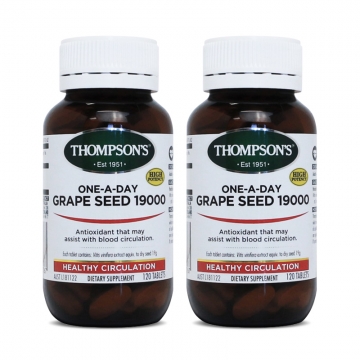 THOMPSON'S
Est 1951
ONE-A-DAY
HIGH POTENCY
GRAPE SEED 19000
Antioxidant that may
assist with blood circulation.
HEALTHY CIRCULATION
DIETARY SUPPLEMENT
120 TABLETS
THOMPSON'S
Est 1951
ONE-A-DAY
HIGH POTENCY
GRAPE SEED 19000
Antioxidant that may
assist with blood circulation.
HEALTHY CIRCULATION
DIETARY SUPPLEMENT
120 TABLETS